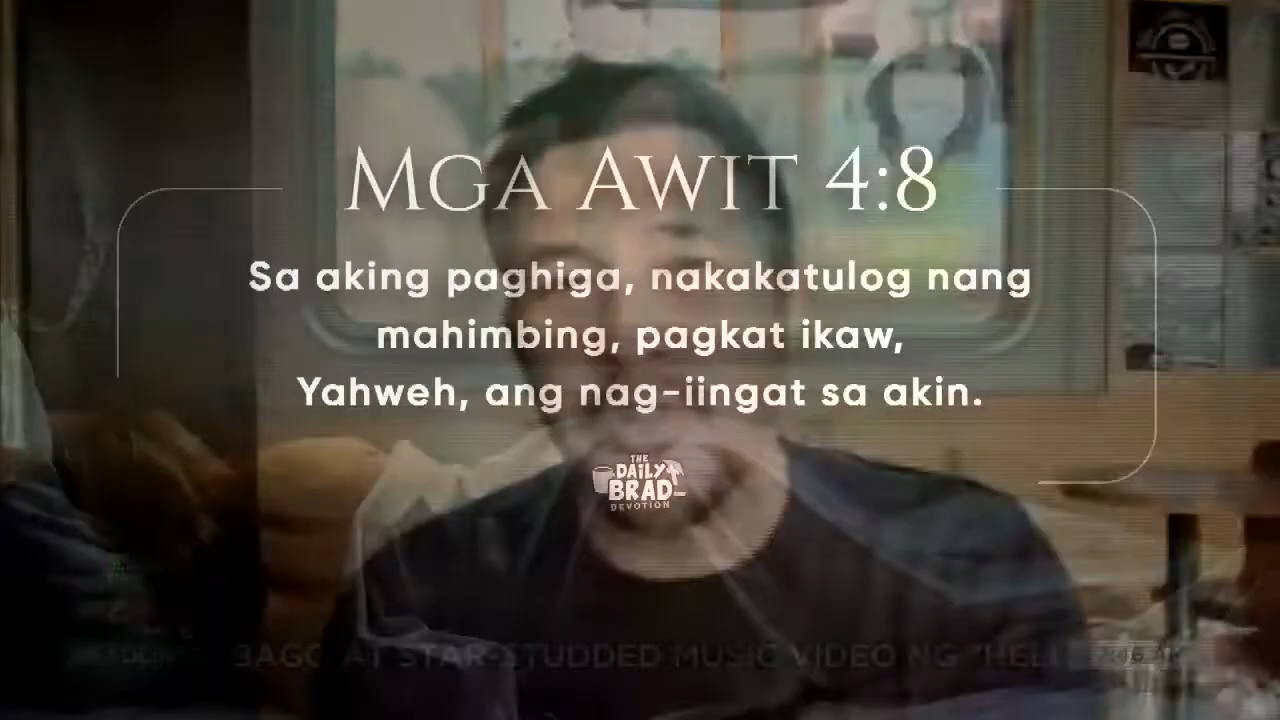 MGA AWIT 4:8
Sa aking paghiga, nakakatulog nang
mahimbing, pagkat ikaw,
Yahweh, ang nag-iingat sa akin.
THE
DAILY
BRAD
DEVOTION
BAGO AT STAR-STUDDED MUSIC VIDEO NG